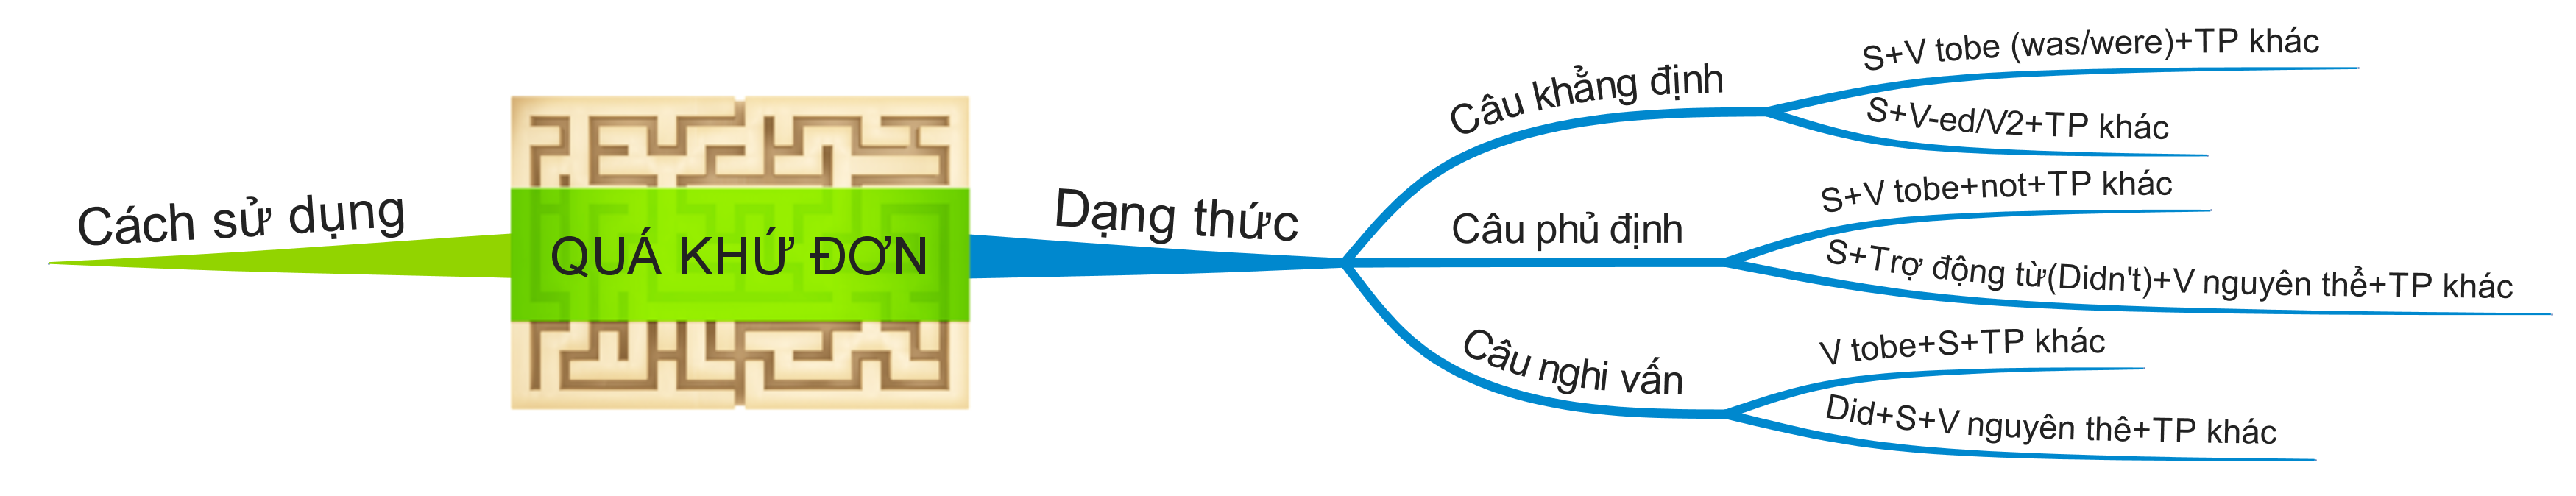 Cách sử dụng
QUÁ KHỨ ĐƠN
Dạng thức
Câu khẳng định
S+V tobe (was/were)+TP khác
S+V-ed/V2+TP khác
Câu phủ định
S+V tobe+not+TP khác
S+Trợ động từ(Didn't)+V nguyên thể+TP khác
Câu nghi vấn
V tobe+S+TP khác
Did+S+V nguyên thê+TP khác